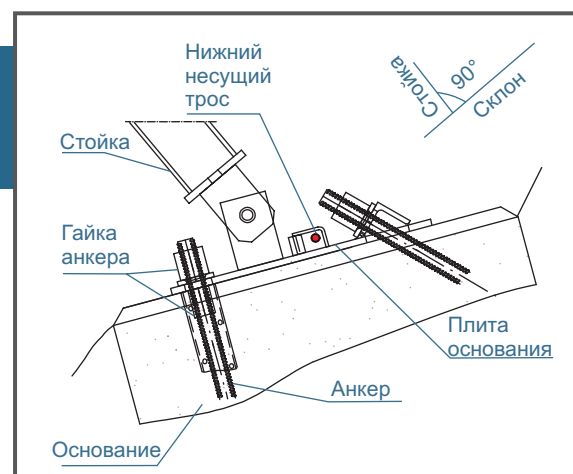 Нижний
несущий
трос
Стойка
90°
Склон
Стойка
Гайка
анкера
Плита
основания
Анкер
Основание